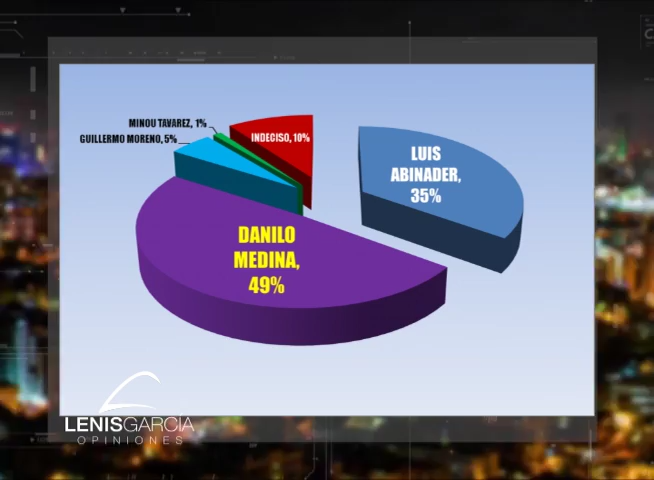 MINOU TAVAREZ, 1%
GUILLERMO MORENO, 5%
INDECISO, 10%
LUIS
ABINADER,
35%
DANILO
MEDINA,
49%
LENISGARCIA
OPINIONES